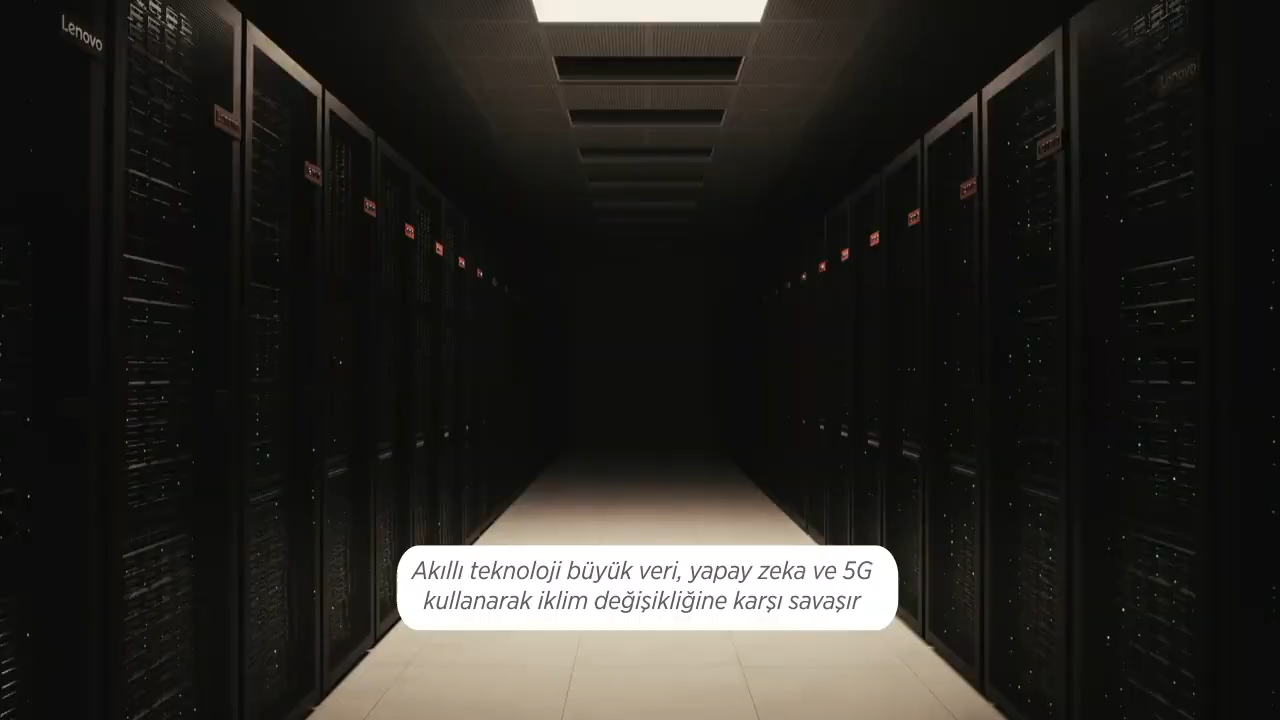 Lenovo
Lenovo
Akıllı teknoloji büyük veri, yapay zeka ve 5G
kullanarak iklim değişikliğine karşı savaşır